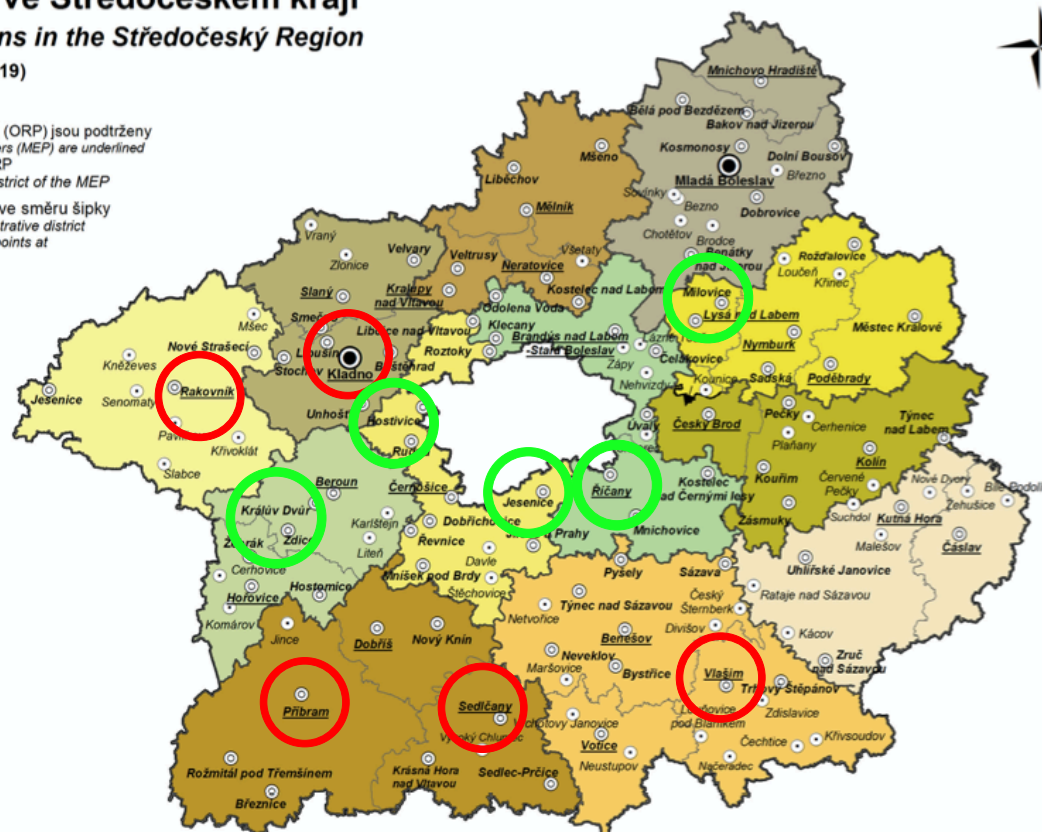 ve Středočeském kraji
ns in the Středočeský Region
19)
(ORP) jsou podtrženy
ers (MEP) are underlined
RP
strict of the MEP
ve směru šipky
trative district
points at
Mnichovo Hradiště
Bělá pod Bezdězem
Bakov nad Jizerou
Kosmonosy
Dolní Bousov
Mšeno
Březno
Liběchov
Mladá Boleslav
Sovínky
Bezno
Dobrovice
Mělník
Chotětov
Brodce
Vraný
Velvary
Všetaty
Benátky
nad Jizerou
Rožďalovice
Zlonice
Veltrusy
Neratovice
Loučeň
Křinec
Slaný
Kralupy
nad Vltavou
Kostelec nad Labem
Milovice
Odolena Voda
Lysá nad Labem
Městec Králové
Mšec
Klecany
Brandýs nad Labem
-Stará Boleslav
Nymburk
Nové Strašecí
Roztoky
Čelákovice
Kněževes
Kladno
Stochov
Zápy
Sadská
Poděbrady
Nehvizdy
Kounice
Jesenice
Senomaty
Rakovník
Unhošť
Hostivice
Úvaly
Český Brod
Pečky
Cerhenice
Týnec
nad Labem
Plaňany
Křivoklát
Kolín
Slabce
Beroun
Černošice
Jesenice
Říčany
Kostelec
nad Černými lesy
Kouřim
Červené
Pečky
Nové Dvory
Králův Dvůr
Zdice
Karlštejn
Dobřichovice
Mnichovice
Zásmuky
Suchdol
Žehušice
Kutná Hora
Řevnice
Liteň
Davle
Malešov
Čáslav
Cerhovice
Mníšek pod Brdy
Pyšely
Sázava
Uhlířské Janovice
Hořovice
Hostomice
Štěchovice
Týnec nad Sázavou
Český
Šternberk
Rataje nad Sázavou
Komárov
Netvořice
Jince
Dobříš
Nový Knín
Benešov
Divišov
Kácov
Neveklov
Zruč
nad Sázavou
Maršovice
Bystřice
Vlašim
Trhový Štěpánov
Příbram
Sedlčany
Zdislavice
pod Blaníkem
Votice
Křivsoudov
Čechtice
Neustupov
Načeradec
Rožmitál pod Třemšínem
Krásná Hora
nad Vltavou
Sedlec-Prčice
Březnice